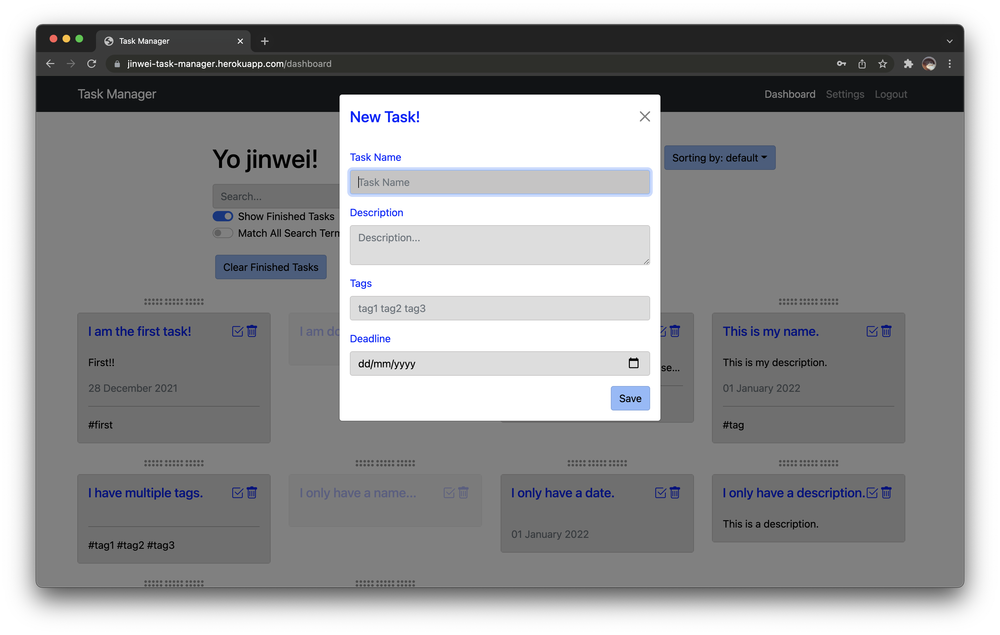 Task Manager
jinwei-task-manager.herokuapp.com/dashboard
Task Manager
Dashboard Settings Logout
New Task!
Task Name
Task Name
Description
Description...
Tags
tag1 tag2 tag3
Deadline
dd/mm/yyyy
Save
Yo jinwei!
Sorting by: default
Search...
Show Finished Tasks
Match All Search Term
Clear Finished Tasks
I am the first task!
First!!
28 December 2021
#first
I am do
se...
This is my name.
This is my description.
01 January 2022
#tag
I have multiple tags.
#tag1 #tag2 #tag3
I only have a name...
I only have a date.
01 January 2022
I only have a description.
This is a description.